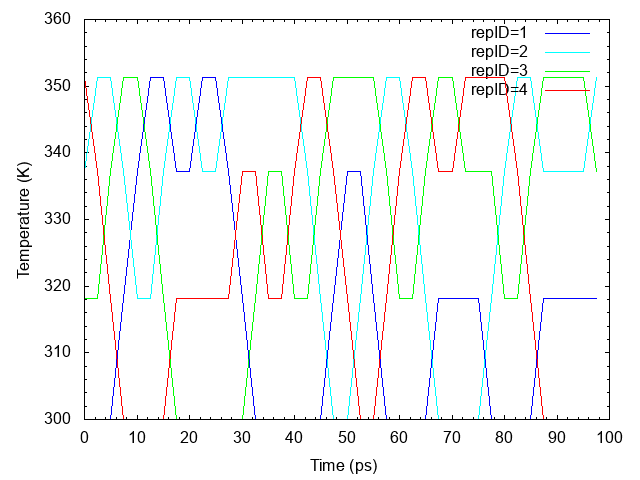 360
350
340
330
320
310
300
Temperature (K)
repID=1
repID=2
repID=3
repID=4
0 10 20 30 40 50 60 70 80 90 100
Time (ps)